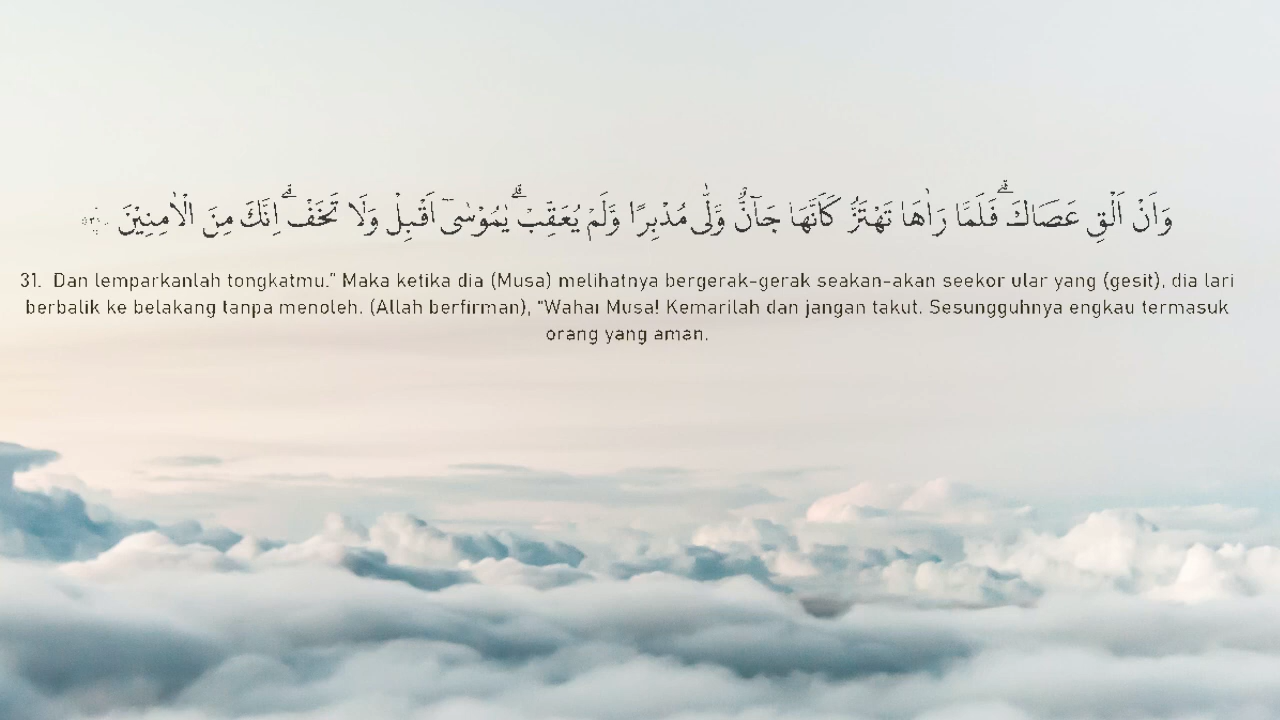 وَاَنْ اَلْقِ عَصَاكَ ۗفَلَمَّا رَاٰهَا تَهْتَزُّ كَاَنَّهَا جَاۤنٌّ وَّلّٰى مُدْبِرًا وَّلَمْ يُعَقِّبْۗ يٰمُوْسٰىٓ اَقْبِلْ وَلَا تَخَفْۗ اِنَّكَ مِنَ الْاٰمِنِيْنَ ﴿٣١﴾
31. Dan lemparkanlah tongkatmu.” Maka ketika dia (Musa) melihatnya bergerak-gerak seakan-akan seekor ular yang (gesit), dia lari
berbalik ke belakang tanpa menoleh. (Allah berfirman), “Wahai Musa! Kemarilah dan jangan takut. Sesungguhnya engkau termasuk
orang yang aman.